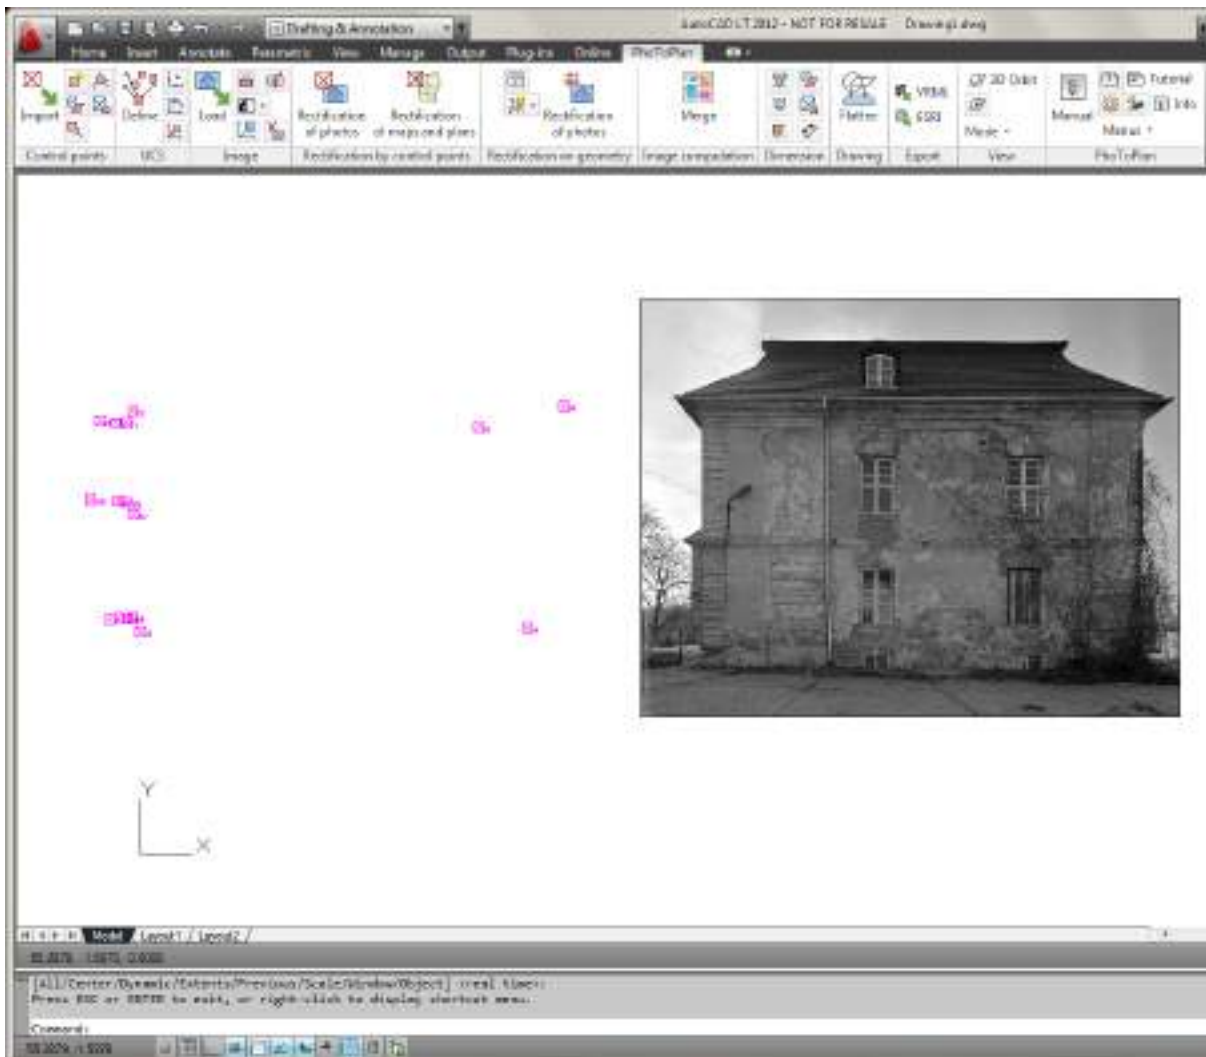 Drafting & Annotation
AutoCAD LT 2012 - NOT FOR RESALE Drawing1.dwg
Home Insert Annotate Parametric View Manage Output Plug-ins Online PhoToPlan
Import
Define
Load
Rectification of photos
Rectification of maps and plans
Rectification of photos
Merge
Flatten
VRML
ESRI
3D Orbit
Mode
Manual
Tutorial
Info
Menus
Control points UCS Image Rectification by control points Rectification on geometry Image computation Dimension Drawing Export View PhoToPlan
Y
X
Model Layout1 Layout2
[All/Center/Dynamic/Extents/Previous/Scale/Window/Object] <real time>:
Press ESC or ENTER to exit, or right-click to display shortcut menu.
Command: